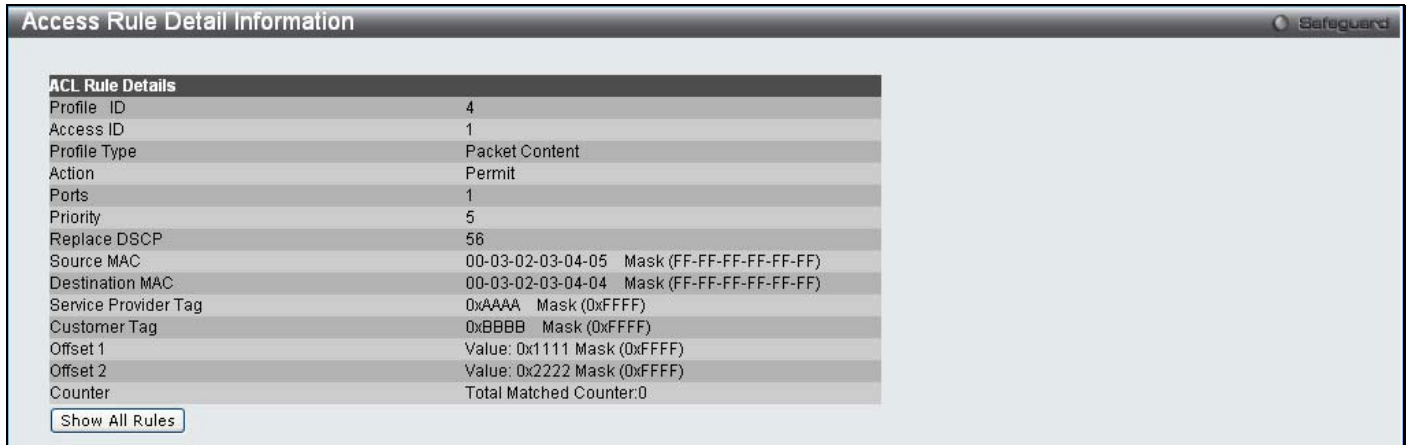 Access Rule Detail Information
Safeguard
ACL Rule Details
Profile ID 4
Access ID 1
Profile Type Packet Content
Action Permit
Ports 1
Priority 5
Replace DSCP 56
Source MAC 00-03-02-03-04-05 Mask (FF-FF-FF-FF-FF-FF)
Destination MAC 00-03-02-03-04-04 Mask (FF-FF-FF-FF-FF-FF)
Service Provider Tag 0xAAAA Mask (0xFFFF)
Customer Tag 0xBBBB Mask (0xFFFF)
Offset 1 Value: 0x1111 Mask (0xFFFF)
Offset 2 Value: 0x2222 Mask (0xFFFF)
Counter Total Matched Counter:0
Show All Rules